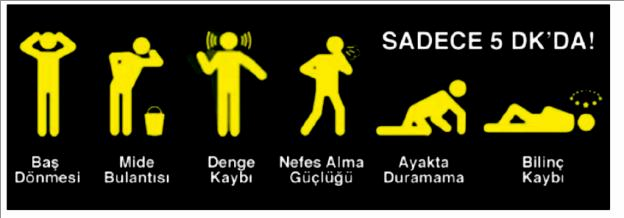 SADECE 5 DK'DA!
Baş
Dönmesi
Mide
Bulantısı
Denge
Kaybı
Nefes Alma
Güçlüğü
Ayakta
Duramama
Bilinç
Kaybı